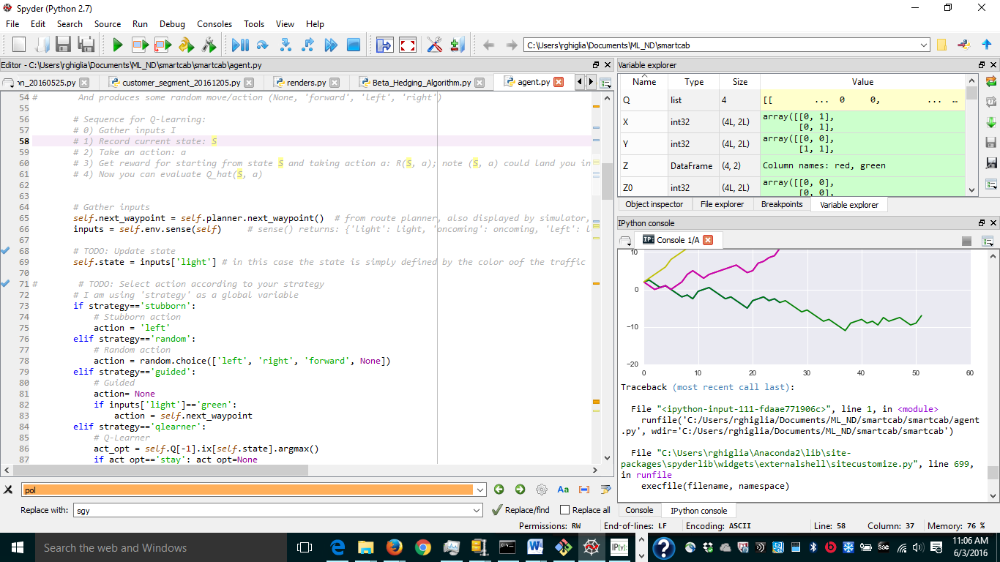 Spyder (Python 2.7)
File Edit Search Source Run Debug Consoles Tools View Help
C:\Users\rghiglia\Documents\ML_ND\smartcab
Editor - C:\Users\rghiglia\Documents\ML_ND\smartcab\smartcab\agent.py
on_20160525.py customer_segment_20161205.py renders.py Beta_Hedging_Algorithm.py agent.py
54 # And produces some random move/action (None, 'forward', 'left', 'right')
55
56 # Sequence for Q-learning:
57 # 0) Gather inputs I
58 # 1) Record current state: S
59 # 2) Take an action: a
60 # 3) Get reward for starting from state S and taking action a: R(S, a); note (S, a) could land you in
61 # 4) Now you can evaluate Q_hat(S, a)
62
63
64 # Gather inputs
65 self.next_waypoint = self.planner.next_waypoint() # from route planner, also displayed by simulator,
66 inputs = self.env.sense(self) # sense() returns: {'light': light, 'oncoming': oncoming, 'left': l
67
68 # TODO: Update state
69 self.state = inputs['light'] # in this case the state is simply defined by the color oof the traffic
70
71 # # TODO: Select action according to your strategy
72 # I am using 'strategy' as a global variable
73 if strategy=='stubborn':
74 # Stubborn action
75 action = 'left'
76 elif strategy=='random':
77 # Random action
78 action = random.choice(['left', 'right', 'forward', None])
79 elif strategy=='guided':
80 # Guided
81 action= None
82 if inputs['light']=='green':
83 action = self.next_waypoint
84 elif strategy=='qlearner':
85 # Q-Learner
86 act_opt = self.Q[-1].ix[self.state].argmax()
87 if act opt=='stay': act opt=None
pol
Aa
Replace with: sgy Replace/find Replace all
Variable explorer
Name Type Size Value
Q list 4 [[ ... 0 0, ... …
X int32 (4L, 2L) array([[0, 1],
[0, 1],
Y int32 (4L, 2L) array([[0, 0],
[1, 1],
Z DataFrame (4, 2) Column names: red, green
Z0 int32 (4L, 2L) array([[0, 0],
[0, 0],
Object inspector File explorer Breakpoints Variable explorer
IPython console
IP: Console 1/A
10
0
−10
−20
0 10 20 30 40 50 60
Traceback (most recent call last):
File "<ipython-input-111-fdaae771906c>", line 1, in <module>
runfile('C:/Users/rghiglia/Documents/ML_ND/smartcab/smartcab/agent
.py', wdir='C:/Users/rghiglia/Documents/ML_ND/smartcab/smartcab')
File "C:\Users\rghiglia\Anaconda2\lib\site-
packages\spyderlib\widgets\externalshell\sitecustomize.py", line 699,
in runfile
execfile(filename, namespace)
Console IPython console
Permissions: RW End-of-lines: LF Encoding: ASCII Line: 58 Column: 37 Memory: 76 %
Search the web and Windows
IP[y]:
11:06 AM
6/3/2016